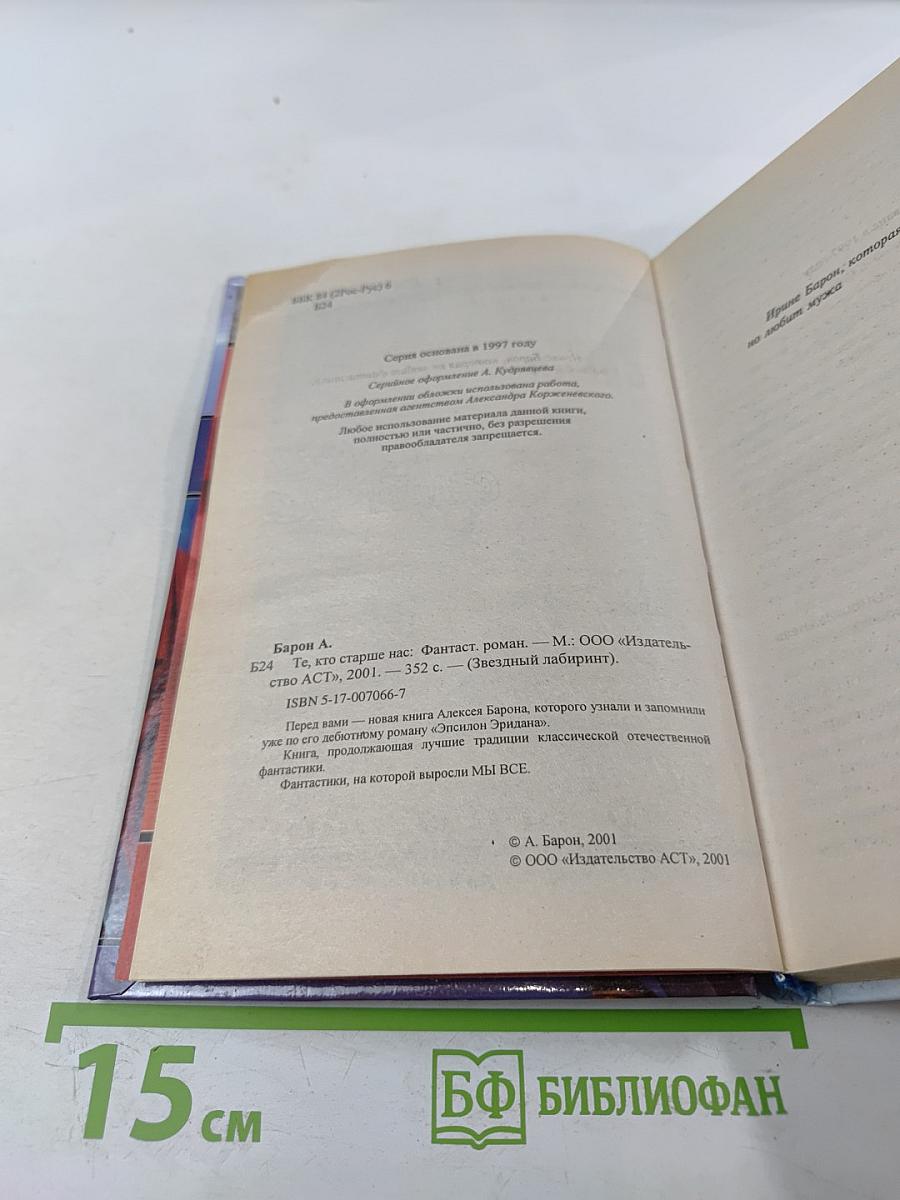 ББК 84 (2Рос-Рус) 6
Б24
Серия основана в 1997 году
Серийное оформление А. Кудрявцева
В оформлении обложки использована работа,
предоставленная агентством Александра Корженевского.
Любое использование материала данной книги,
полностью или частично, без разрешения
правообладателя запрещается.
Барон А.
Б24 Те, кто старше нас: Фантаст. роман. — М.: ООО «Издатель-
ство АСТ», 2001. — 352 с. — (Звездный лабиринт).
ISBN 5-17-007066-7
Перед вами — новая книга Алексея Барона, которого узнали и запомнили
уже по его дебютному роману «Эпсилон Эридана».
Книга, продолжающая лучшие традиции классической отечественной
фантастики.
Фантастики, на которой выросли МЫ ВСЕ.
© А. Барон, 2001
© ООО «Издательство АСТ», 2001
Ирине Барон, которая
но любит мужа
15 см
БФ БИБЛИОФАН